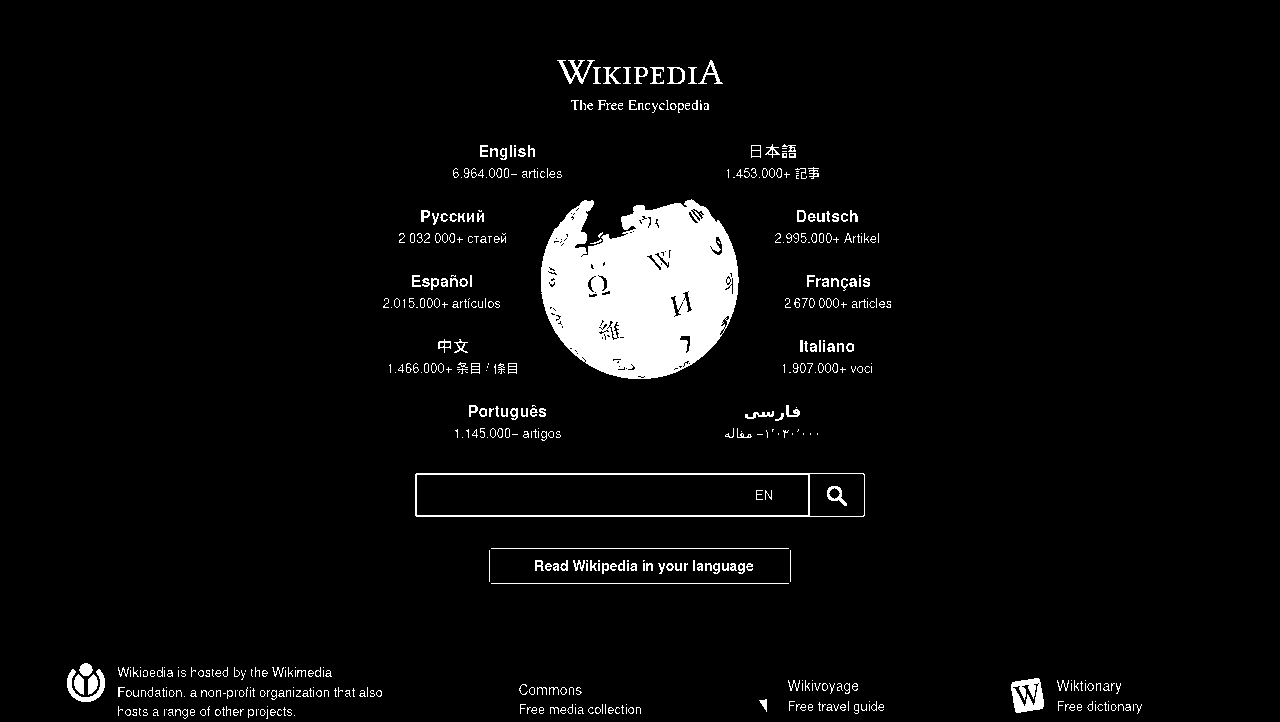 WIKIPEDIA
The Free Encyclopedia
English
6.964.000+ articles
日本語
1.453.000+ 記事
Русский
2 032 000+ статей
Deutsch
2.995.000+ Artikel
Español
2.015.000+ artículos
Français
2 670 000+ articles
中文
1.466.000+ 条目 / 條目
Italiano
1.907.000+ voci
Português
1.145.000+ artigos
فارسی
۱٬۰۴۰٬۰۰۰+ مقاله
Ω
W
И
維
EN
Read Wikipedia in your language
Wikipedia is hosted by the Wikimedia
Foundation, a non-profit organization that also
hosts a range of other projects.
Commons
Free media collection
Wikivoyage
Free travel guide
W
Wiktionary
Free dictionary